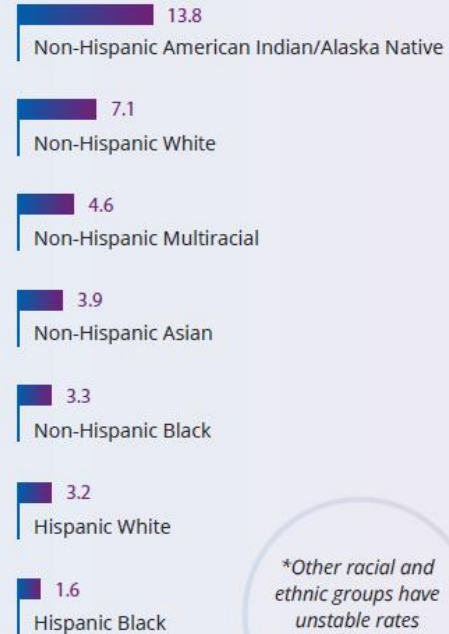 13.8
Non-Hispanic American Indian/Alaska Native
7.1
Non-Hispanic White
4.6
Non-Hispanic Multiracial
3.9
Non-Hispanic Asian
3.3
Non-Hispanic Black
3.2
Hispanic White
1.6
Hispanic Black
*Other racial and
ethnic groups have
unstable rates